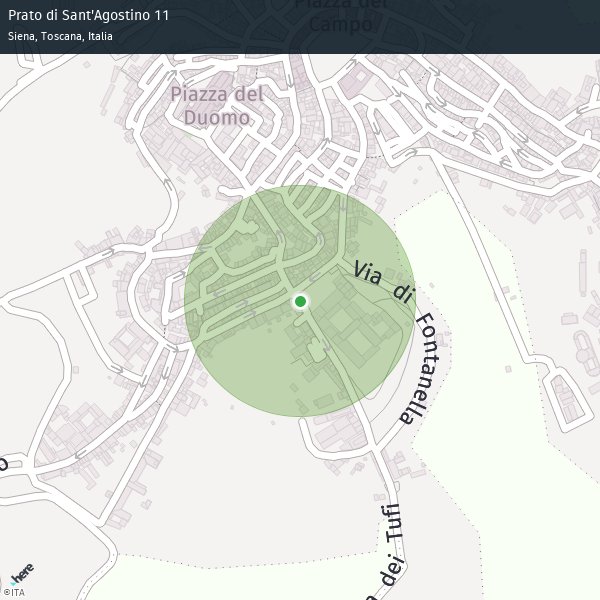 Prato di Sant'Agostino 11
Siena, Toscana, Italia
Piazza del
Campo
Piazza del
Duomo
Via di Fontanella
dei Tufi
here
©ITA